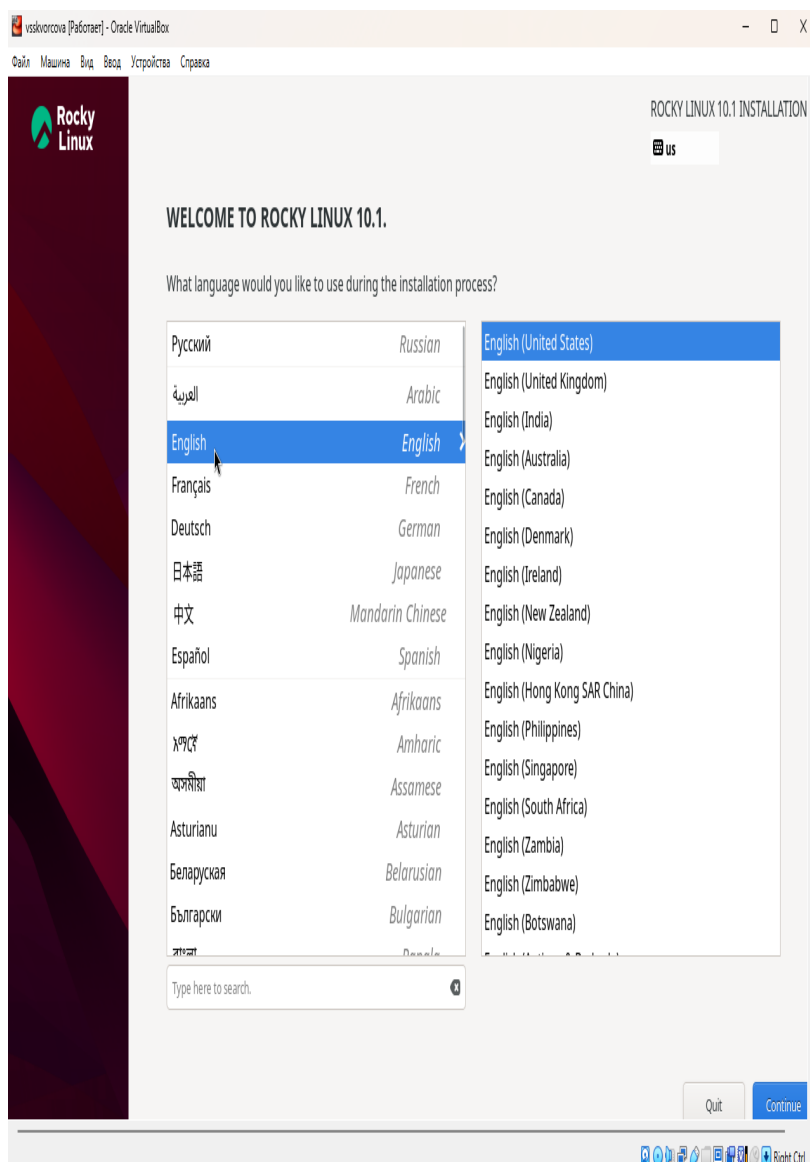 vsskvorcova [Работает] - Oracle VirtualBox
Файл Машина Вид Ввод Устройства Справка
Rocky
Linux
ROCKY LINUX 10.1 INSTALLATION
us
WELCOME TO ROCKY LINUX 10.1.
What language would you like to use during the installation process?
Русский Russian
العربية Arabic
English English
Français French
Deutsch German
日本語 Japanese
中文 Mandarin Chinese
Español Spanish
Afrikaans Afrikaans
አማርኛ Amharic
অসমীয়া Assamese
Asturianu Asturian
Беларуская Belarusian
Български Bulgarian
English (United States)
English (United Kingdom)
English (India)
English (Australia)
English (Canada)
English (Denmark)
English (Ireland)
English (New Zealand)
English (Nigeria)
English (Hong Kong SAR China)
English (Philippines)
English (Singapore)
English (South Africa)
English (Zambia)
English (Zimbabwe)
English (Botswana)
Type here to search.
Quit Continue
Right Ctrl